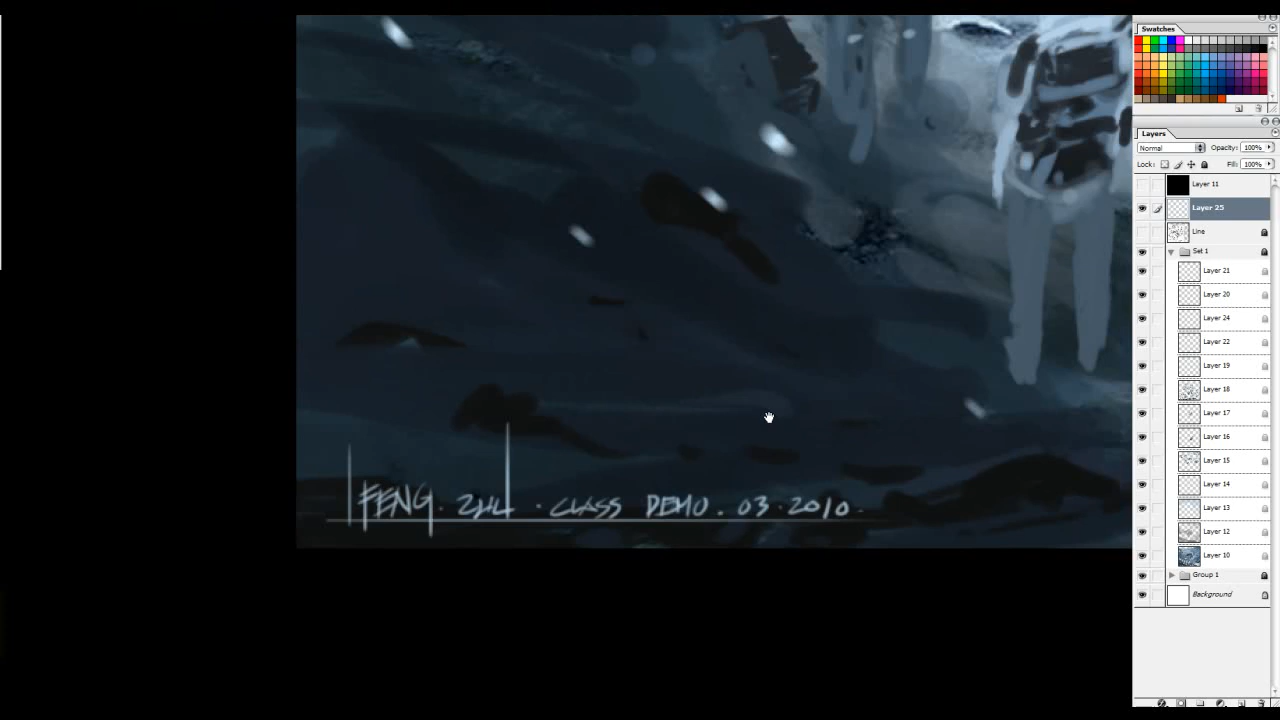 Swatches
Layers
Normal Opacity: 100%
Lock: Fill: 100%
Layer 11
Layer 25
Line
Set 1
Layer 21
Layer 20
Layer 24
Layer 22
Layer 19
Layer 18
Layer 17
Layer 16
Layer 15
Layer 14
Layer 13
Layer 12
Layer 10
Group 1
Background
FENG ZHU · CLASS DEMO . 03 · 2010 .